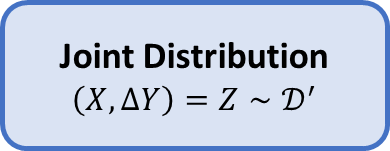 Joint Distribution
(X, ΔY) = Z ~ 𝒟′